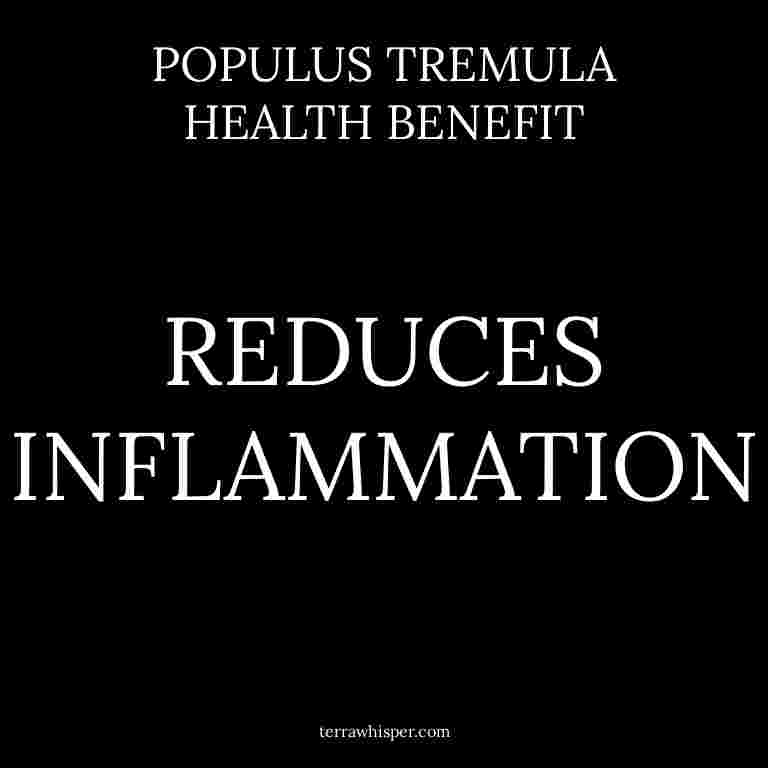 POPULUS TREMULA
HEALTH BENEFIT
REDUCES
INFLAMMATION
terrawhisper.com